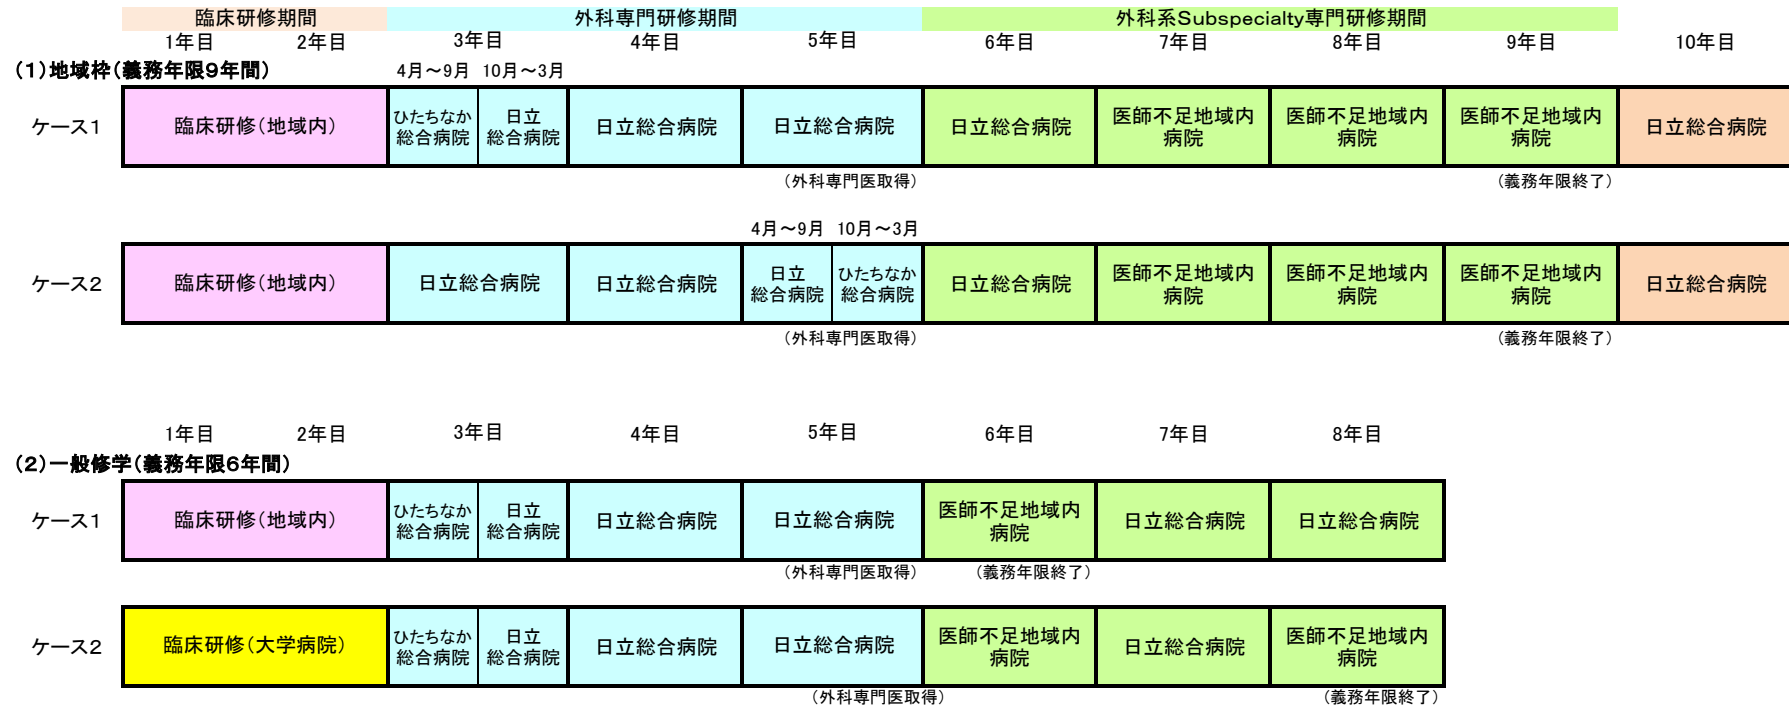 臨床研修期間 外科専門研修期間 外科系Subspecialty専門研修期間
1年目 2年目 3年目 4年目 5年目 6年目 7年目 8年目 9年目 10年目
(1)地域枠(義務年限9年間) 4月～9月 10月～3月
ケース1 臨床研修(地域内) ひたちなか総合病院 日立総合病院 日立総合病院 日立総合病院 日立総合病院 医師不足地域内病院 医師不足地域内病院 医師不足地域内病院 日立総合病院
(外科専門医取得) (義務年限終了)
4月～9月 10月～3月
ケース2 臨床研修(地域内) 日立総合病院 日立総合病院 日立総合病院 ひたちなか総合病院 日立総合病院 医師不足地域内病院 医師不足地域内病院 医師不足地域内病院 日立総合病院
(外科専門医取得) (義務年限終了)
1年目 2年目 3年目 4年目 5年目 6年目 7年目 8年目
(2)一般修学(義務年限6年間)
ケース1 臨床研修(地域内) ひたちなか総合病院 日立総合病院 日立総合病院 日立総合病院 医師不足地域内病院 日立総合病院 日立総合病院
(外科専門医取得) (義務年限終了)
ケース2 臨床研修(大学病院) ひたちなか総合病院 日立総合病院 日立総合病院 日立総合病院 医師不足地域内病院 日立総合病院 医師不足地域内病院
(外科専門医取得) (義務年限終了)